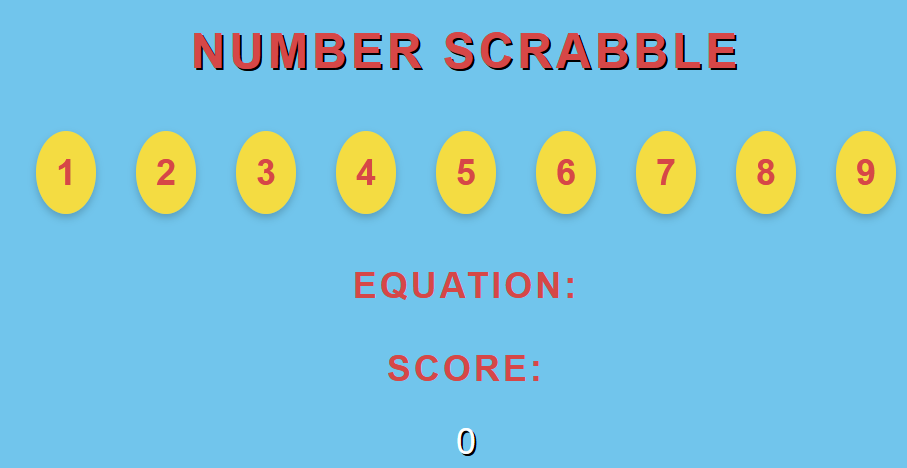 NUMBER SCRABBLE
1 2 3 4 5 6 7 8 9
EQUATION:
SCORE:
0